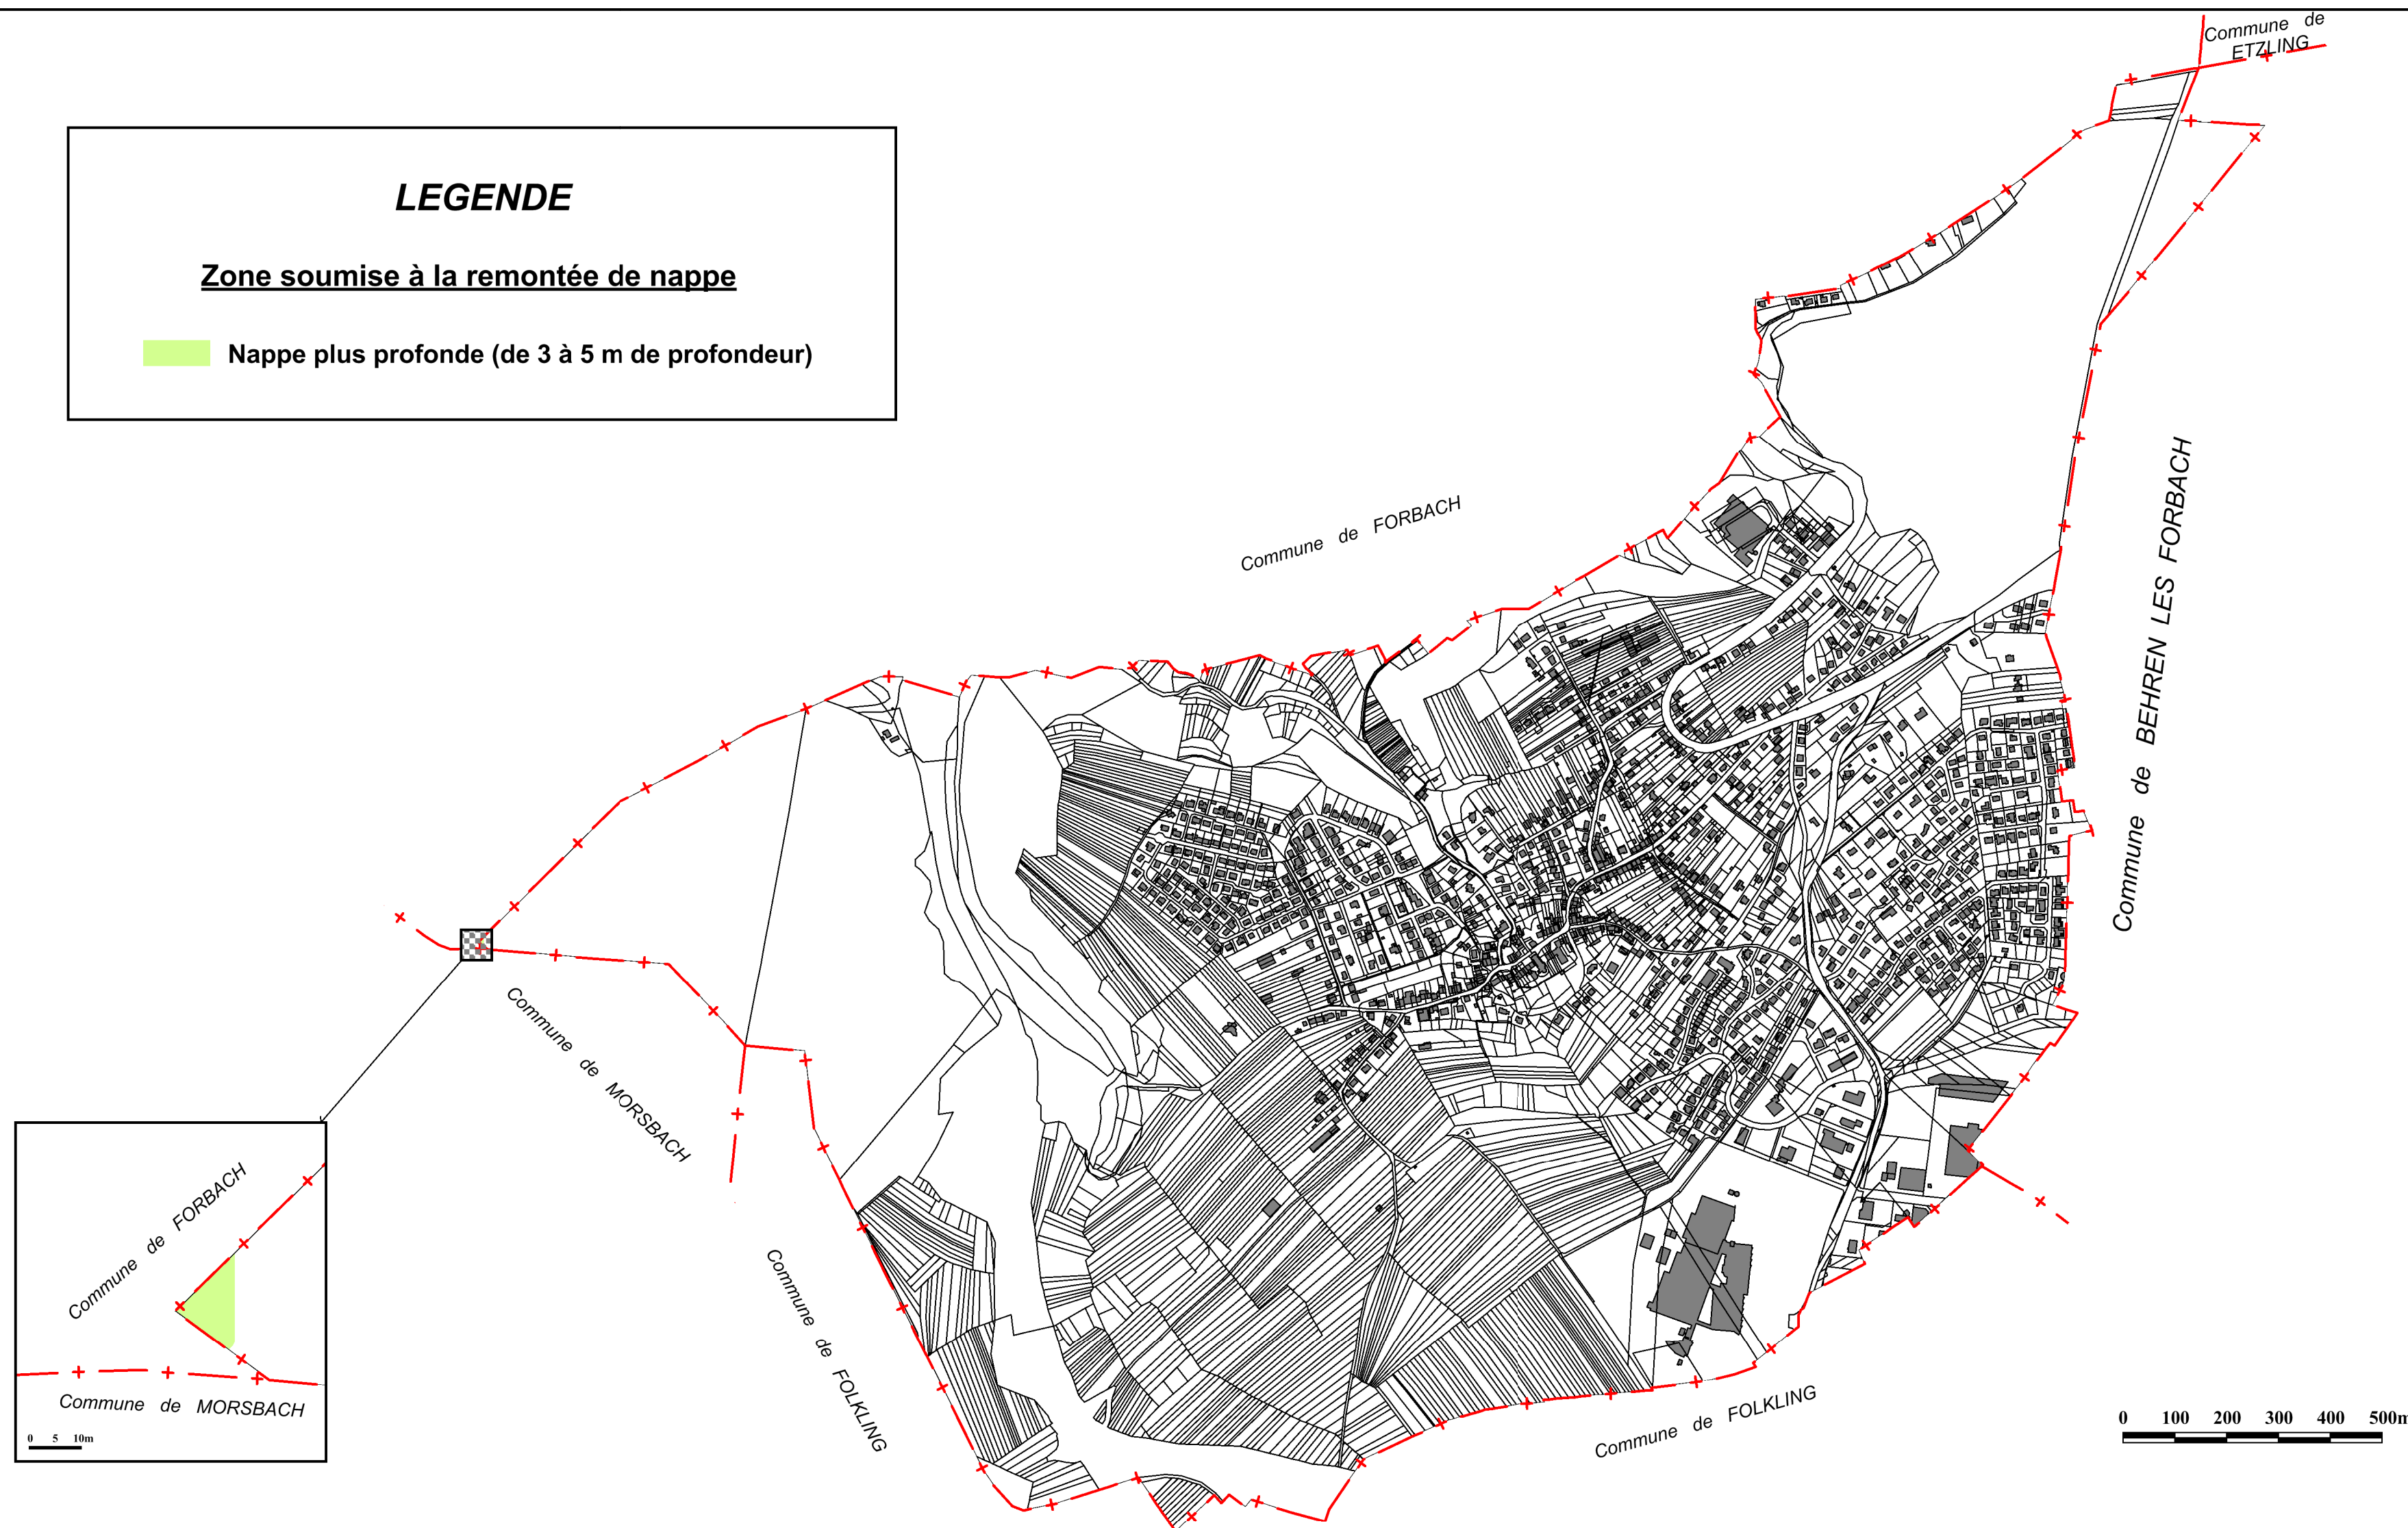 Commune de
ETZLING
LEGENDE
Zone soumise à la remontée de nappe
Nappe plus profonde (de 3 à 5 m de profondeur)
Commune de FORBACH
Commune de BEHREN LES FORBACH
Commune de MORSBACH
Commune de FOLKLING
Commune de FOLKLING
Commune de FORBACH
Commune de MORSBACH
0 5 10m
0 100 200 300 400 500m